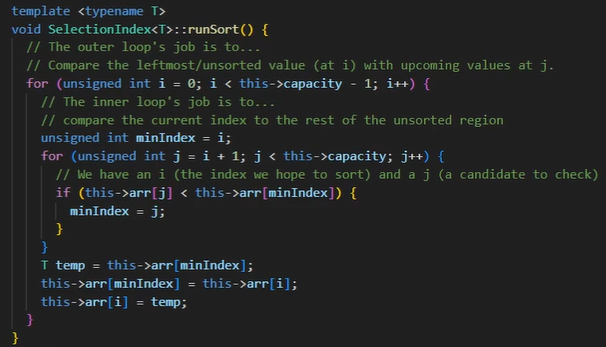 template <typename T>
void SelectionIndex<T>::runSort() {
  // The outer loop's job is to...
  // Compare the leftmost/unsorted value (at i) with upcoming values at j.
  for (unsigned int i = 0; i < this->capacity - 1; i++) {
    // The inner loop's job is to...
    // compare the current index to the rest of the unsorted region
    unsigned int minIndex = i;
    for (unsigned int j = i + 1; j < this->capacity; j++) {
      // We have an i (the index we hope to sort) and a j (a candidate to check)
      if (this->arr[j] < this->arr[minIndex]) {
        minIndex = j;
      }
    }
    T temp = this->arr[minIndex];
    this->arr[minIndex] = this->arr[i];
    this->arr[i] = temp;
  }
}